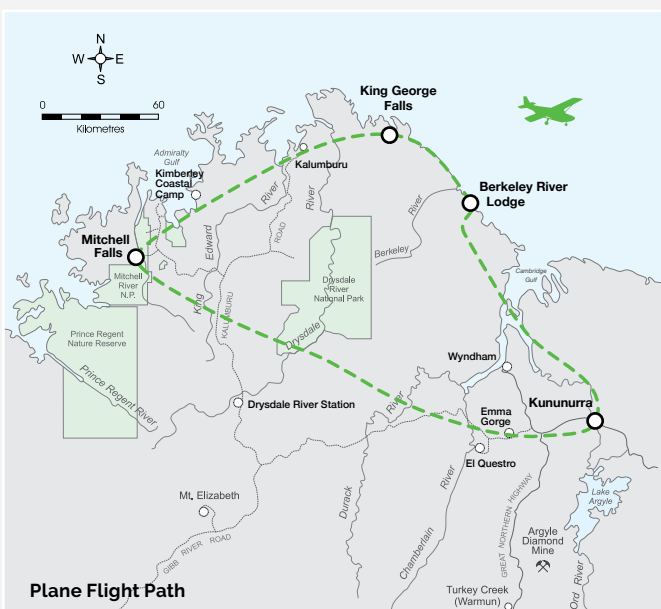 N
W E
S
0 60
Kilometres
King George
Falls
Admiralty
Gulf
Kimberley
Coastal
Camp
Kalumburu
River
River
ROAD
Edward
King
KALUMBURU
Berkeley River
Lodge
River
Berkeley
Mitchell
Falls
Mitchell
River
N.P.
Drysdale
River
National Park
Cambridge
Gulf
Prince Regent
Nature Reserve
Prince Regent River
Drysdale
Wyndham
River
Drysdale River Station
Kununurra
Emma
Gorge
El Questro
River
Durack
Chamberlain
GREAT NORTHERN HIGHWAY
Mt. Elizabeth
GIBB RIVER ROAD
Lake
Argyle
Argyle
Diamond
Mine
Turkey Creek
(Warmun)
Ord River
Plane Flight Path